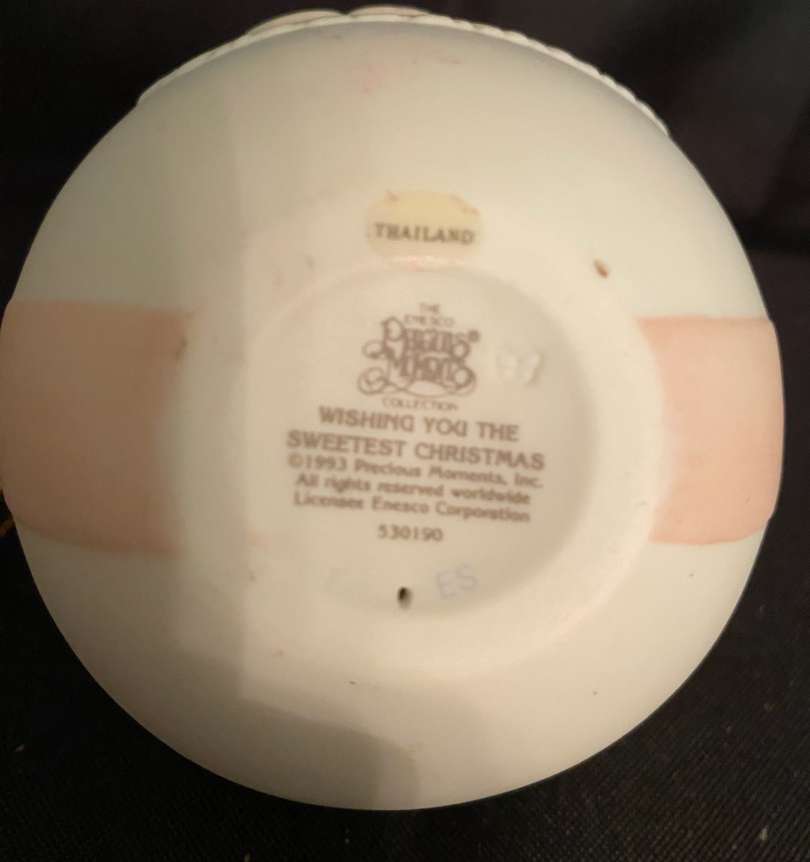 THAILAND
THE
ENESCO
PRECIOUS®
MOMENTS
COLLECTION
WISHING YOU THE
SWEETEST CHRISTMAS
©1993 Precious Moments, Inc.
All rights reserved worldwide
Licensee Enesco Corporation
530190
ES